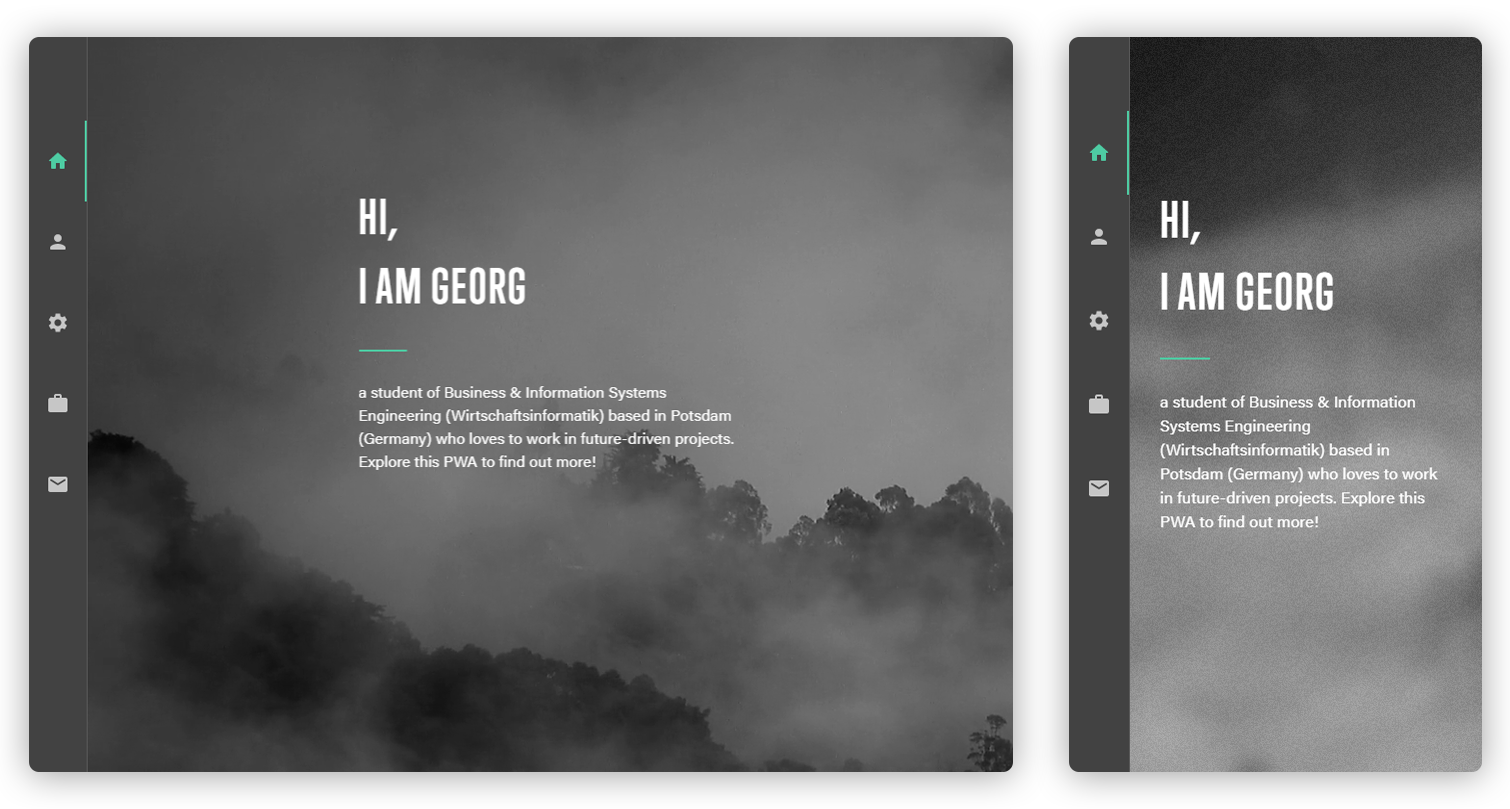 HI,
I AM GEORG
a student of Business & Information Systems
Engineering (Wirtschaftsinformatik) based in Potsdam
(Germany) who loves to work in future-driven projects.
Explore this PWA to find out more!
HI,
I AM GEORG
a student of Business & Information
Systems Engineering
(Wirtschaftsinformatik) based in
Potsdam (Germany) who loves to work
in future-driven projects. Explore this
PWA to find out more!